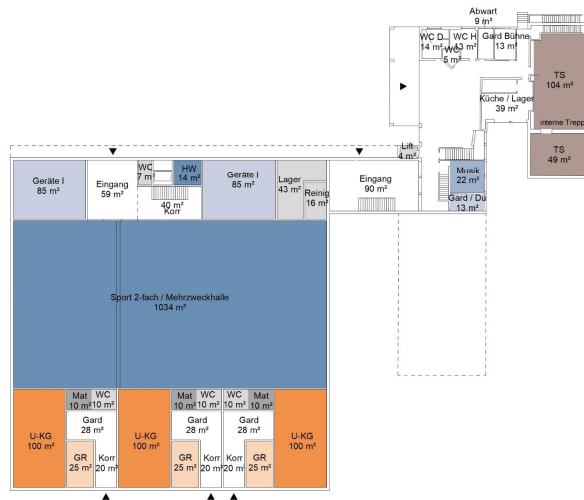 Abwart
9 m²
WC D
14 m²
WC H
13 m²
Gard Bühne
13 m²
WC
5 m²
TS
104 m²
Küche / Lager
39 m²
interne Trepp
TS
49 m²
Lift
4 m²
Musik
22 m²
Gard / Du
13 m²
Geräte I
85 m²
Eingang
59 m²
WC
7 m²
HW
14 m²
40 m²
Korr
Geräte I
85 m²
Lager
43 m²
Reinig
16 m²
Eingang
90 m²
Sport 2-fach / Mehrzweckhalle
1034 m²
U-KG
100 m²
Mat
10 m²
WC
10 m²
Gard
28 m²
GR
25 m²
Korr
20 m²
U-KG
100 m²
Mat
10 m²
WC
10 m²
Gard
28 m²
GR
25 m²
Korr
20 m²
WC
10 m²
Mat
10 m²
Gard
28 m²
Korr
20 m²
GR
25 m²
U-KG
100 m²